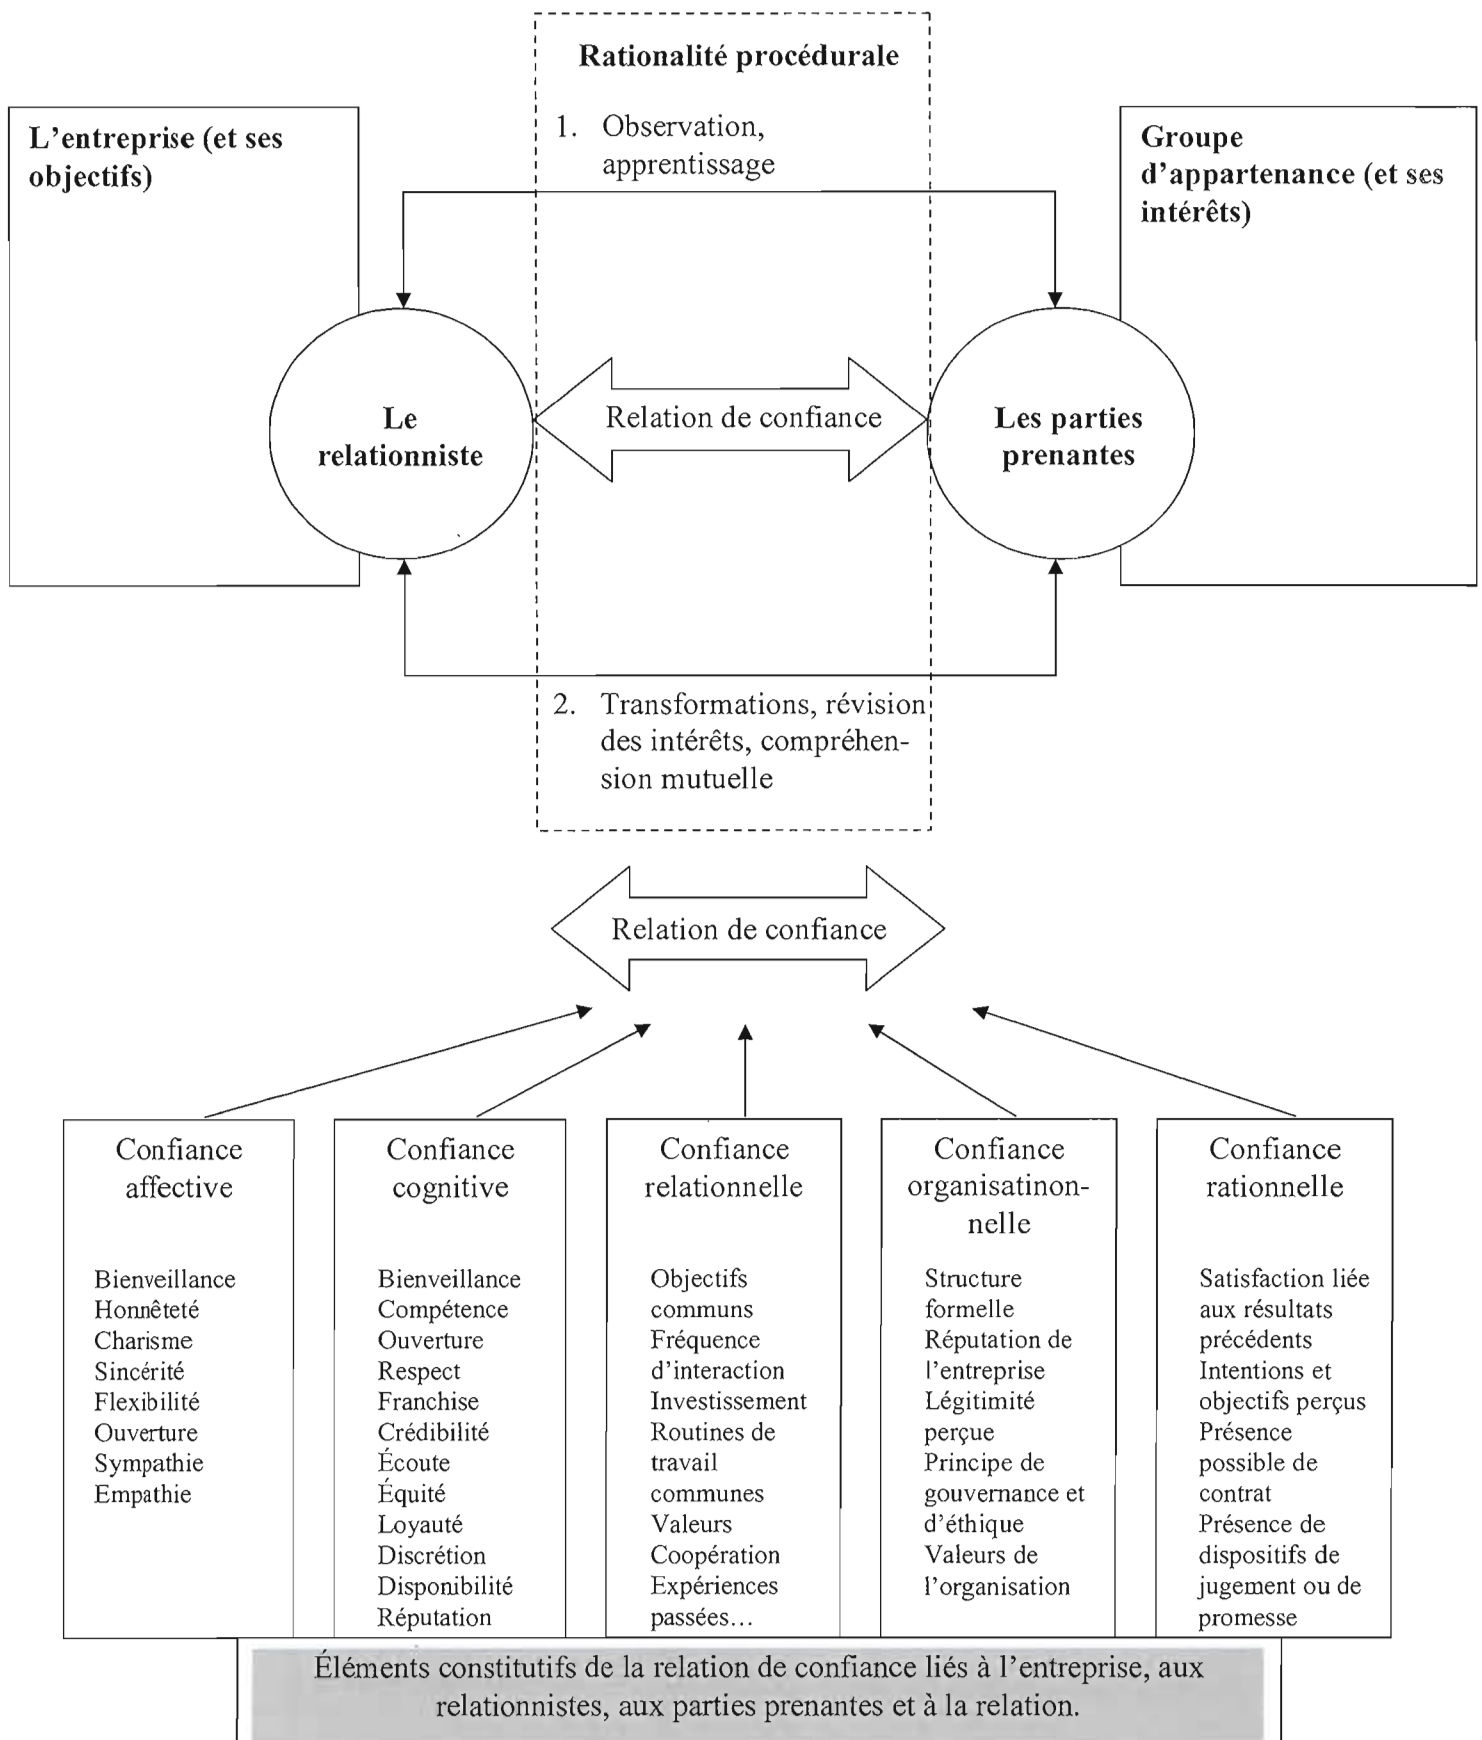 Rationalité procédurale
L'entreprise (et ses
objectifs)
1. Observation,
apprentissage
Groupe
d'appartenance (et ses
intérêts)
Le
relationniste
Relation de confiance
Les parties
prenantes
2. Transformations, révision
des intérêts, compréhen-
sion mutuelle
Relation de confiance
Confiance
affective
Bienveillance
Honnêteté
Charisme
Sincérité
Flexibilité
Ouverture
Sympathie
Empathie
Confiance
cognitive
Bienveillance
Compétence
Ouverture
Respect
Franchise
Crédibilité
Écoute
Équité
Loyauté
Discrétion
Disponibilité
Réputation
Confiance
relationnelle
Objectifs
communs
Fréquence
d'interaction
Investissement
Routines de
travail
communes
Valeurs
Coopération
Expériences
passées…
Confiance
organisatinon-
nelle
Structure
formelle
Réputation de
l'entreprise
Légitimité
perçue
Principe de
gouvernance et
d'éthique
Valeurs de
l'organisation
Confiance
rationnelle
Satisfaction liée
aux résultats
précédents
Intentions et
objectifs perçus
Présence
possible de
contrat
Présence de
dispositifs de
jugement ou de
promesse
Éléments constitutifs de la relation de confiance liés à l'entreprise, aux
relationnistes, aux parties prenantes et à la relation.